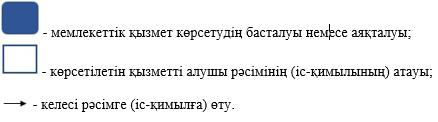 - мемлекеттік қызмет көрсетудің басталуы немесе аяқталуы;
- көрсетілетін қызметті алушы рәсімінің (іс-қимылының) атауы;
- келесі рәсімге (іс-қимылға) өту.